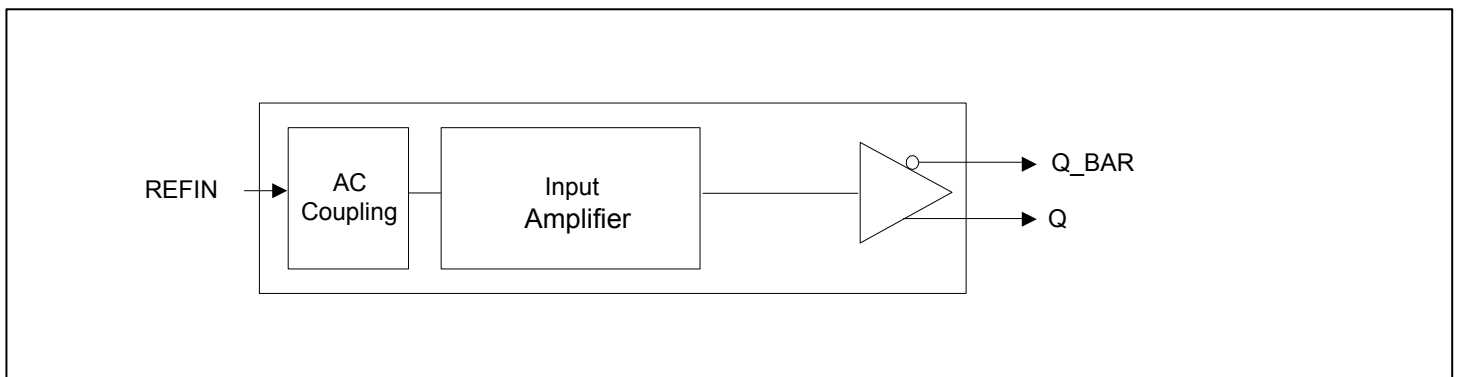 REFIN
AC
Coupling
Input
Amplifier
Q_BAR
Q